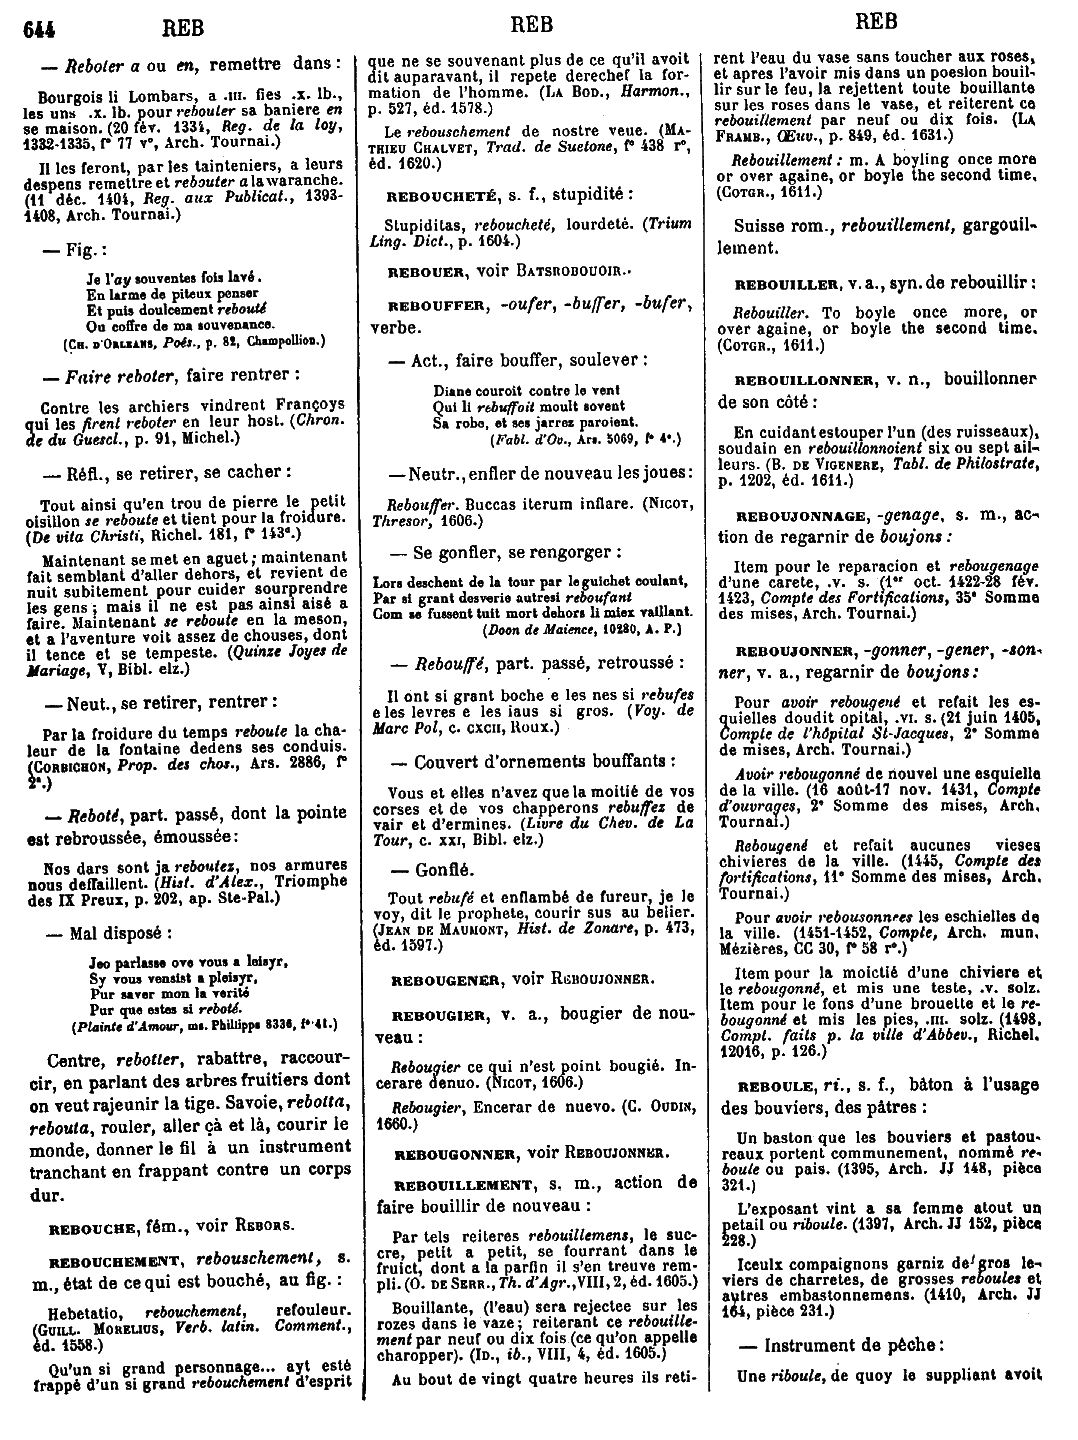 644 REB REB REB
— Reboter a ou en, remettre dans :
Bourgois li Lombars, a .III. fies .x. lb.,
les uns .x. lb. pour rebouter sa baniere en
se maison. (20 fév. 1334, Reg. de la loy,
1332-1335, f° 77 v°, Arch. Tournai.)
Il les feront, par les tainteniers, a leurs
despens remettre et rebouter a la waranche.
(11 déc. 1404, Reg. aux Publicat., 1393-
1408, Arch. Tournai.)
— Fig. :
Je l'ay souventes fois lavé.
En larme de piteux penser
Et puis doulcement rebouté
Ou coffre de ma souvenance.
(CH. D'ORLEANS, Poés., p. 82, Champollion.)
— Faire reboter, faire rentrer :
Contre les archiers vindrent Françoys
qui les firent reboter en leur host. (Chron.
de du Guescl., p. 91, Michel.)
— Réfl., se retirer, se cacher :
Tout ainsi qu'en trou de pierre le petit
oisillon se reboute et tient pour la froidure.
(De vita Christi, Richel. 181, f° 143ª.)
Maintenant se met en aguet ; maintenant
fait semblant d'aller dehors, et revient de
nuit subitement pour cuider sourprendre
les gens ; mais il ne est pas ainsi aisé a
faire. Maintenant se reboute en la meson,
et a l'aventure voit assez de chouses, dont
il tence et se tempeste. (Quinze Joyes de
Mariage, V, Bibl. elz.)
— Neut., se retirer, rentrer :
Par la froidure du temps reboute la cha-
leur de la fontaine dedens ses conduis.
(CORBICHON, Prop. des chos., Ars. 2886, f°
2ª.)
— Reboté, part. passé, dont la pointe
est rebroussée, émoussée :
Nos dars sont ja reboutez, nos armures
nous deffaillent. (Hist. d'Alex., Triomphe
des IX Preux, p. 202, ap. Ste-Pal.)
— Mal disposé :
Jeo parlasse ove vous a leisyr,
Sy vous vensist a pleisyr,
Pur saver mon la verité
Pur que estes si reboté.
(Plainte d'Amour, ms. Phillipps 8336, f° 41.)
Centre, rebotter, rabattre, raccour-
cir, en parlant des arbres fruitiers dont
on veut rajeunir la tige. Savoie, rebotta,
rebouta, rouler, aller çà et là, courir le
monde, donner le fil à un instrument
tranchant en frappant contre un corps
dur.
REBOUCHE, fém., voir REBORS.
REBOUCHEMENT, rebouschement, s.
m., état de ce qui est bouché, au fig. :
Hebetatio, rebouchement, refouleur.
(GUILL. MORELIUS, Verb. latin. Comment.,
éd. 1558.)
Qu'un si grand personnage... ayt esté
frappé d'un si grand rebouchement d'esprit
que ne se souvenant plus de ce qu'il avoit
dit auparavant, il repete derechef la for-
mation de l'homme. (LA BOD., Harmon.,
p. 527, éd. 1578.)
Le rebouschement de nostre veue. (MA-
THIEU CHALVET, Trad. de Suetone, f° 438 r°,
éd. 1620.)
REBOUCHETÉ, s. f., stupidité :
Stupiditas, reboucheté, lourdeté. (Trium
Ling. Dict., p. 1604.)
REBOUER, voir BATSROBOUOIR..
REBOUFFER, -oufer, -buffer, -bufer,
verbe.
— Act., faire bouffer, soulever :
Diane couroit contre le vent
Qui li rebuffoit moult sovent
Sa robe, et ses jarrez paroient.
(Fabl. d'Ov., Ars. 5069, f° 4ª.)
— Neutr., enfler de nouveau les joues :
Rebouffer. Buccas iterum inflare. (NICOT,
Thresor, 1606.)
— Se gonfler, se rengorger :
Lors deschent de la tour par le guichet coulant,
Par si grant desverie autresi reboufant
Com se fussent tuit mort dehors li miex vaillant.
(Doon de Maience, 10280, A. P.)
— Rebouffé, part. passé, retroussé :
Il ont si grant boche e les nes si rebufes
e les levres e les iaus si gros. (Voy. de
Marc Pol, c. CXCII, Roux.)
— Couvert d'ornements bouffants :
Vous et elles n'avez que la moitié de vos
corses et de vos chapperons rebuffez de
vair et d'ermines. (Livre du Chev. de La
Tour, c. XXI, Bibl. elz.)
— Gonflé.
Tout rebufé et enflambé de fureur, je le
voy, dit le prophete, courir sus au belier.
(JEAN DE MAUMONT, Hist. de Zonare, p. 473,
éd. 1597.)
REBOUGENER, voir REBOUJONNER.
REBOUGIER, v. a., bougier de nou-
veau :
Rebougier ce qui n'est point bougié. In-
cerare denuo. (NICOT, 1606.)
Rebougier, Encerar de nuevo. (C. OUDIN,
1660.)
REBOUGONNER, voir REBOUJONNER.
REBOUILLEMENT, s. m., action de
faire bouillir de nouveau :
Par tels reiteres rebouillemens, le suc-
cre, petit a petit, se fourrant dans le
fruict, dont a la parfin il s'en treuve rem-
pli. (O. DE SERR., Th. d'Agr., VIII, 2, éd. 1605.)
Bouillante, (l'eau) sera rejectee sur les
rozes dans le vaze ; reiterant ce rebouille-
ment par neuf ou dix fois (ce qu'on appelle
charopper). (ID., ib., VIII, 4, éd. 1605.)
Au bout de vingt quatre heures ils reti-
rent l'eau du vase sans toucher aux roses,
et apres l'avoir mis dans un poeslon bouil-
lir sur le feu, la rejettent toute bouillante
sur les roses dans le vase, et reiterent ce
rebouillement par neuf ou dix fois. (LA
FRAMB., Œuv., p. 849, éd. 1631.)
Rebouillement : m. A boyling once more
or over againe, or boyle the second time.
(COTGR., 1611.)
Suisse rom., rebouillement, gargouil-
lement.
REBOUILLER, v. a., syn. de rebouillir :
Rebouiller. To boyle once more, or
over againe, or boyle the second time.
(COTGR., 1611.)
REBOUILLONNER, v. n., bouillonner
de son côté :
En cuidant estouper l'un (des ruisseaux),
soudain en rebouillonnoient six ou sept ail-
leurs. (B. DE VIGENERE, Tabl. de Philostrate,
p. 1202, éd. 1611.)
REBOUJONNAGE, -genage, s. m., ac-
tion de regarnir de boujons :
Item pour le reparacion et rebougenage
d'une carete, .v. s. (1er oct. 1422-28 fév.
1423, Compte des Fortifications, 35e Somme
des mises, Arch. Tournai.)
REBOUJONNER, -gonner, -gener, -son-
ner, v. a., regarnir de boujons :
Pour avoir rebougené et refait les es-
quielles doudit opital, .VI. s. (21 juin 1405,
Compte de l'hôpital St-Jacques, 2e Somme
de mises, Arch. Tournai.)
Avoir rebougonné de nouvel une esquielle
de la ville. (16 août-17 nov. 1431, Compte
d'ouvrages, 2e Somme des mises, Arch.
Tournai.)
Rebougené et refait aucunes vieses
chivieres de la ville. (1445, Compte des
fortifications, 11e Somme des mises, Arch.
Tournai.)
Pour avoir rebousonnees les eschielles de
la ville. (1451-1452, Compte, Arch. mun.
Mézières, CC 30, f° 58 r°.)
Item pour la moictié d'une chiviere et
le rebougonné, et mis une teste, .v. solz.
Item pour le fons d'une brouette et le re-
bougonné et mis les pies, .III. solz. (1498,
Compt. faits p. la ville d'Abbev., Richel.
12016, p. 126.)
REBOULE, ri., s. f., bâton à l'usage
des bouviers, des pâtres :
Un baston que les bouviers et pastou-
reaux portent communement, nommé re-
boule ou pais. (1395, Arch. JJ 148, pièce
321.)
L'exposant vint a sa femme atout un
petail ou riboule. (1397, Arch. JJ 152, pièce
228.)
Iceulx compaignons garniz de gros le-
viers de charretes, de grosses reboules et
autres embastonnemens. (1410, Arch. JJ
164, pièce 231.)
— Instrument de pêche :
Une riboule, de quoy le suppliant avoit